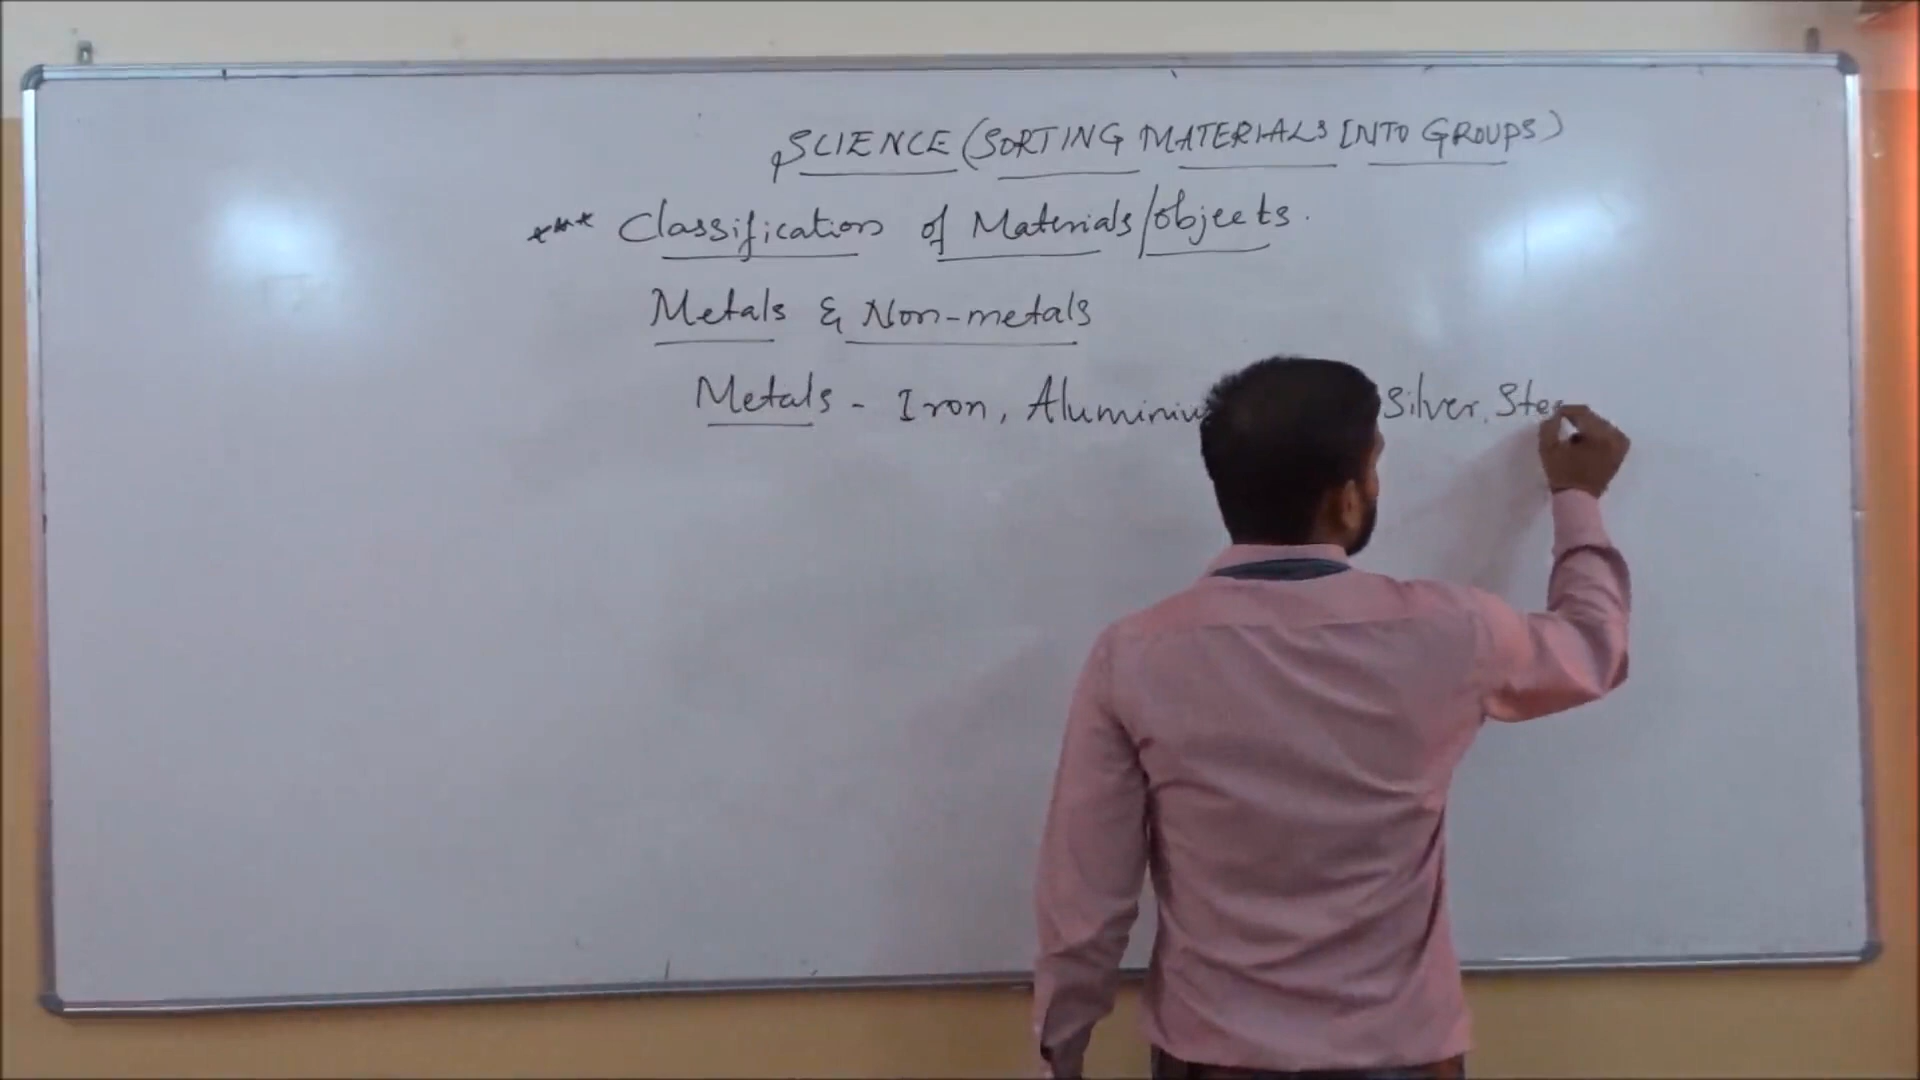 SCIENCE (SORTING MATERIALS INTO GROUPS)
*** Classification of Materials/objects.
Metals & Non-metals
Metals - Iron, Silver,